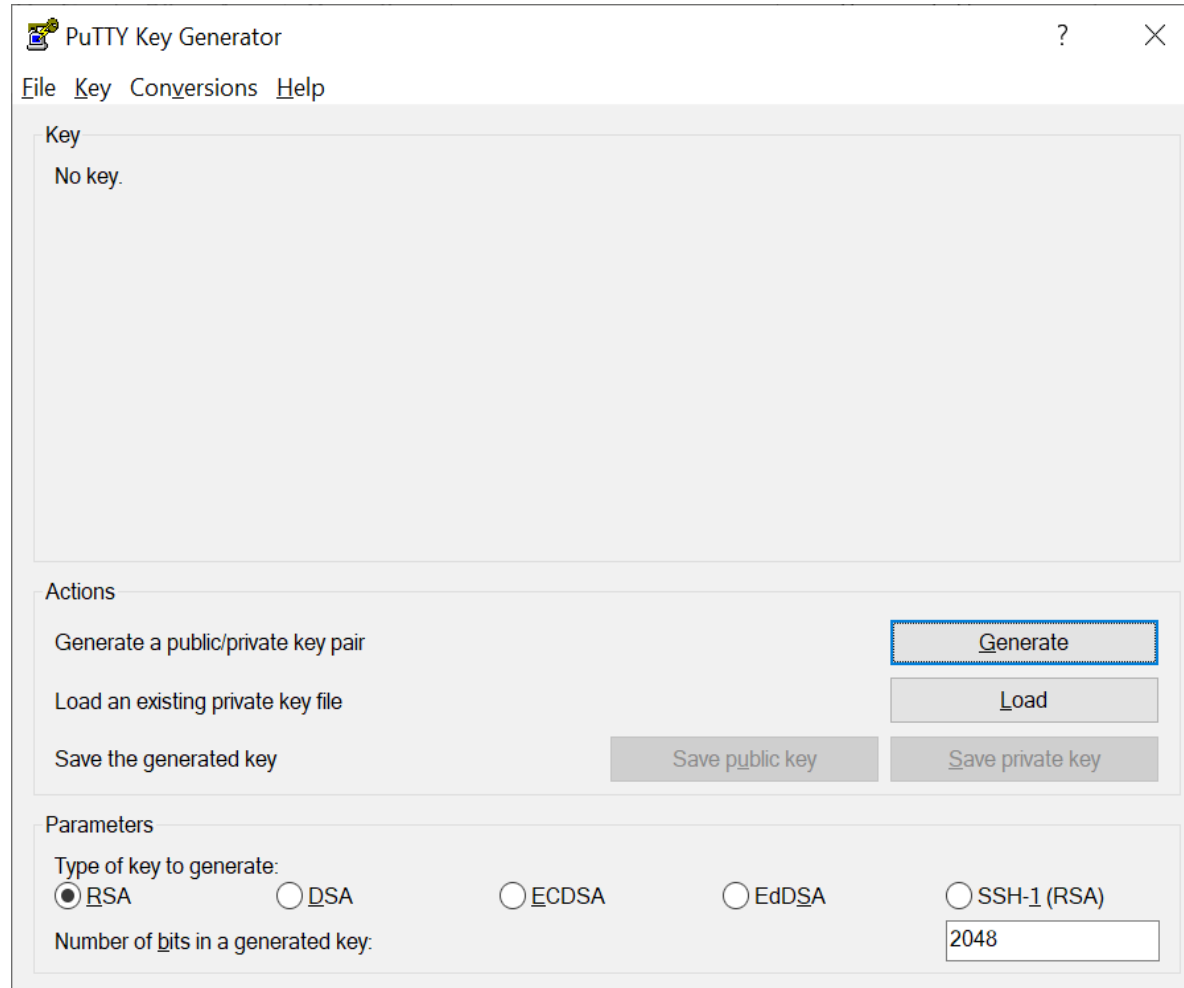 PuTTY Key Generator ?
File Key Conversions Help
Key
No key.
Actions
Generate a public/private key pair Generate
Load an existing private key file Load
Save the generated key Save public key Save private key
Parameters
Type of key to generate:
RSA DSA ECDSA EdDSA SSH-1 (RSA)
Number of bits in a generated key: 2048